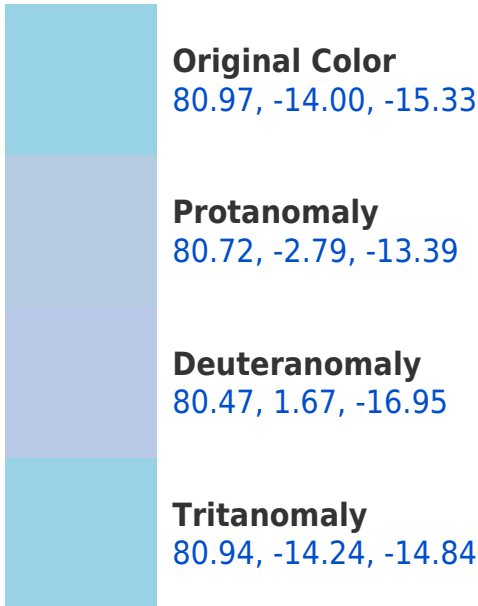 Original Color
80.97, -14.00, -15.33
Protanomaly
80.72, -2.79, -13.39
Deuteranomaly
80.47, 1.67, -16.95
Tritanomaly
80.94, -14.24, -14.84